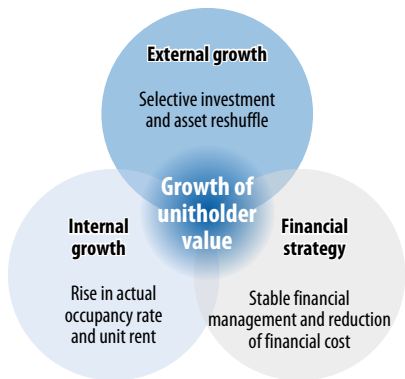 External growth
Selective investment
and asset reshuffle
Growth of
unitholder
value
Internal
growth
Rise in actual
occupancy rate
and unit rent
Financial
strategy
Stable financial
management and reduction
of financial cost